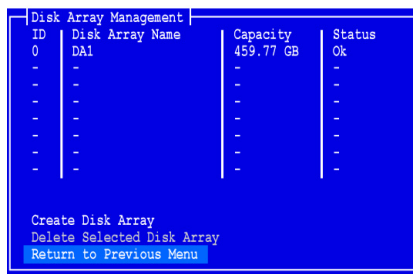 Disk Array Management
ID Disk Array Name Capacity Status
0 DA1 459.77 GB Ok
- - - -
- - - -
- - - -
- - - -
- - - -
- - - -
- - - -
Create Disk Array
Delete Selected Disk Array
Return to Previous Menu